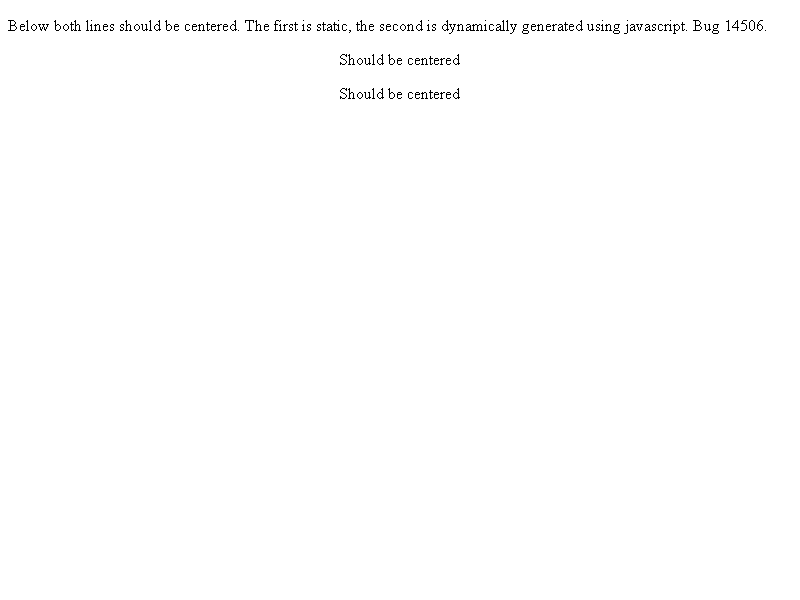 Below both lines should be centered. The first is static, the second is dynamically generated using javascript. Bug 14506.
Should be centered
Should be centered